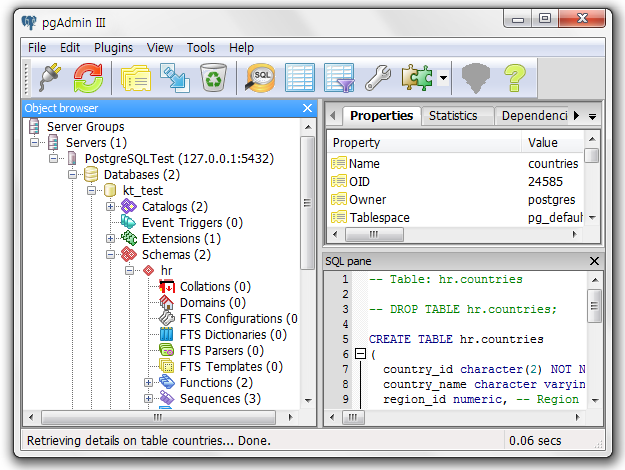 pgAdmin III
File Edit Plugins View Tools Help
SQL
Object browser
Server Groups
Servers (1)
PostgreSQLTest (127.0.0.1:5432)
Databases (2)
kt_test
Catalogs (2)
Event Triggers (0)
Extensions (1)
Schemas (2)
hr
Collations (0)
Domains (0)
FTS Configurations (0
FTS Dictionaries (0)
FTS Parsers (0)
FTS Templates (0)
Functions (2)
Sequences (3)
Properties Statistics Dependenci
Property Value
Name countries
OID 24585
Owner postgres
Tablespace pg_defau
SQL pane
1 -- Table: hr.countries
2
3 -- DROP TABLE hr.countries;
4
5 CREATE TABLE hr.countries
6 (
7 country_id character(2) NOT N
8 country_name character varyin
9 region_id numeric, -- Region
Retrieving details on table countries... Done. 0.06 secs